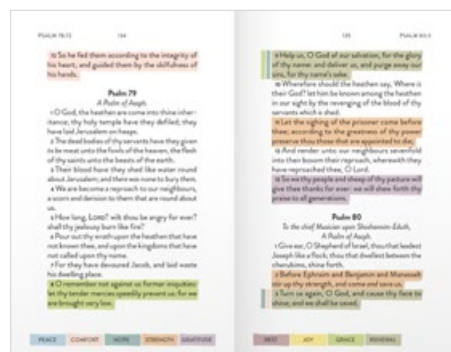 PSALM 78:72
134
72 So he fed them according to the integrity of
his heart; and guided them by the skilfulness of
his hands.
Psalm 79
A Psalm of Asaph.
1 O God, the heathen are come into thine inher-
itance; thy holy temple have they defiled; they
have laid Jerusalem on heaps.
2 The dead bodies of thy servants have they given
to be meat unto the fowls of the heaven, the flesh
of thy saints unto the beasts of the earth.
3 Their blood have they shed like water round
about Jerusalem; and there was none to bury them.
4 We are become a reproach to our neighbours,
a scorn and derision to them that are round about
us.
5 How long, LORD? wilt thou be angry for ever?
shall thy jealousy burn like fire?
6 Pour out thy wrath upon the heathen that have
not known thee, and upon the kingdoms that have
not called upon thy name.
7 For they have devoured Jacob, and laid waste
his dwelling place.
8 O remember not against us former iniquities:
let thy tender mercies speedily prevent us: for we
are brought very low.
PEACE COMFORT HOPE STRENGTH GRATITUDE
135
PSALM 80:3
9 Help us, O God of our salvation, for the glory
of thy name: and deliver us, and purge away our
sins, for thy name's sake.
10 Wherefore should the heathen say, Where is
their God? let him be known among the heathen
in our sight by the revenging of the blood of thy
servants which is shed.
11 Let the sighing of the prisoner come before
thee; according to the greatness of thy power
preserve thou those that are appointed to die;
12 And render unto our neighbours sevenfold
into their bosom their reproach, wherewith they
have reproached thee, O Lord.
13 So we thy people and sheep of thy pasture will
give thee thanks for ever: we will shew forth thy
praise to all generations.
Psalm 80
To the chief Musician upon Shoshannim-Eduth,
A Psalm of Asaph.
1 Give ear, O Shepherd of Israel, thou that leadest
Joseph like a flock; thou that dwellest between the
cherubims, shine forth.
2 Before Ephraim and Benjamin and Manasseh
stir up thy strength, and come and save us.
3 Turn us again, O God, and cause thy face to
shine; and we shall be saved.
REST JOY GRACE RENEWAL